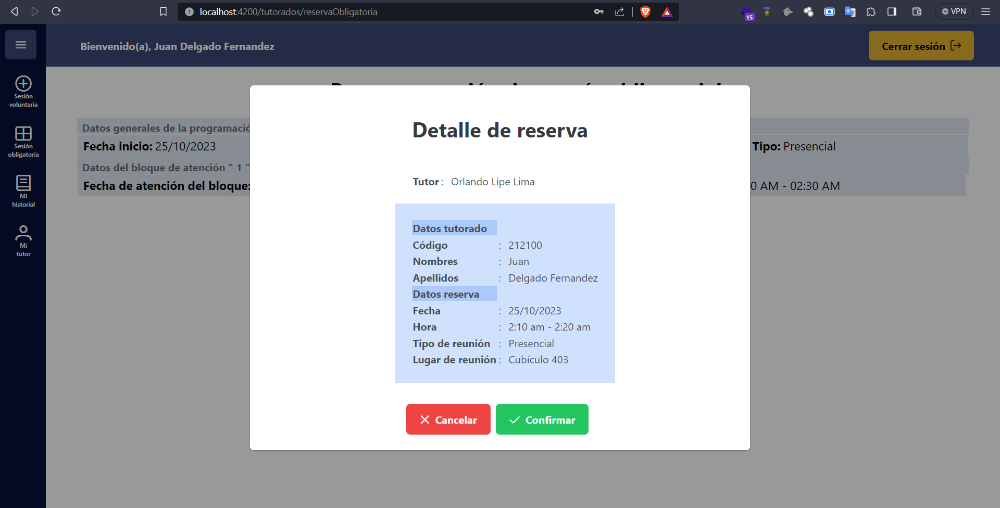 localhost:4200/tutorados/reservaObligatoria
15
VPN
Bienvenido(a), Juan Delgado Fernandez
Cerrar sesión
Sesión
voluntaria
Sesión
obligatoria
Mi
historial
Mi
tutor
Datos generales de la programació
Fecha inicio: 25/10/2023
Tipo: Presencial
Datos del bloque de atención " 1 "
Fecha de atención del bloque:
0 AM - 02:30 AM
Detalle de reserva
Tutor : Orlando Lipe Lima
Datos tutorado
Código : 212100
Nombres : Juan
Apellidos : Delgado Fernandez
Datos reserva
Fecha : 25/10/2023
Hora : 2:10 am - 2:20 am
Tipo de reunión : Presencial
Lugar de reunión : Cubículo 403
Cancelar
Confirmar